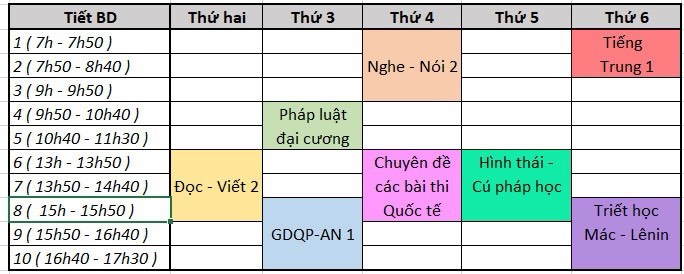 Tiết BD Thứ hai Thứ 3 Thứ 4 Thứ 5 Thứ 6
1 ( 7h - 7h50 ) Tiếng
2 ( 7h50 - 8h40 ) Nghe - Nói 2 Trung 1
3 ( 9h - 9h50 )
4 ( 9h50 - 10h40 ) Pháp luật
5 ( 10h40 - 11h30 ) đại cương
6 ( 13h - 13h50 ) Chuyên đề Hình thái -
7 ( 13h50 - 14h40 ) Đọc - Viết 2 các bài thi Cú pháp học
8 ( 15h - 15h50 ) Quốc tế Triết học
9 ( 15h50 - 16h40 ) GDQP-AN 1 Mác - Lênin
10 ( 16h40 - 17h30 )